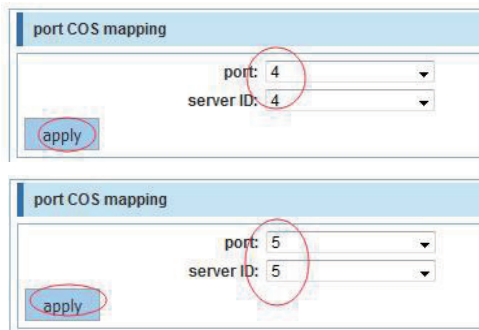 port COS mapping
port: 4
server ID: 4
apply
port COS mapping
port: 5
server ID: 5
apply